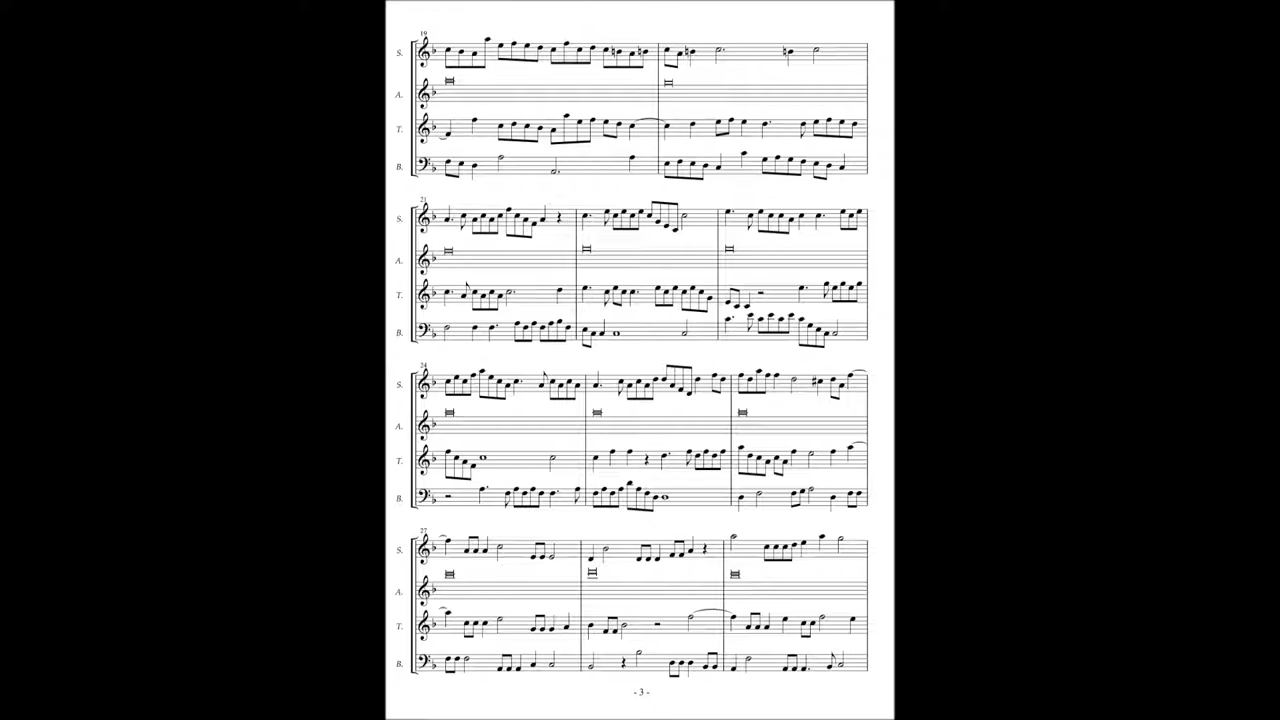 19
S.
A.
T.
B.
21
S.
A.
T.
B.
24
S.
A.
T.
B.
27
S.
A.
T.
B.
- 3 -